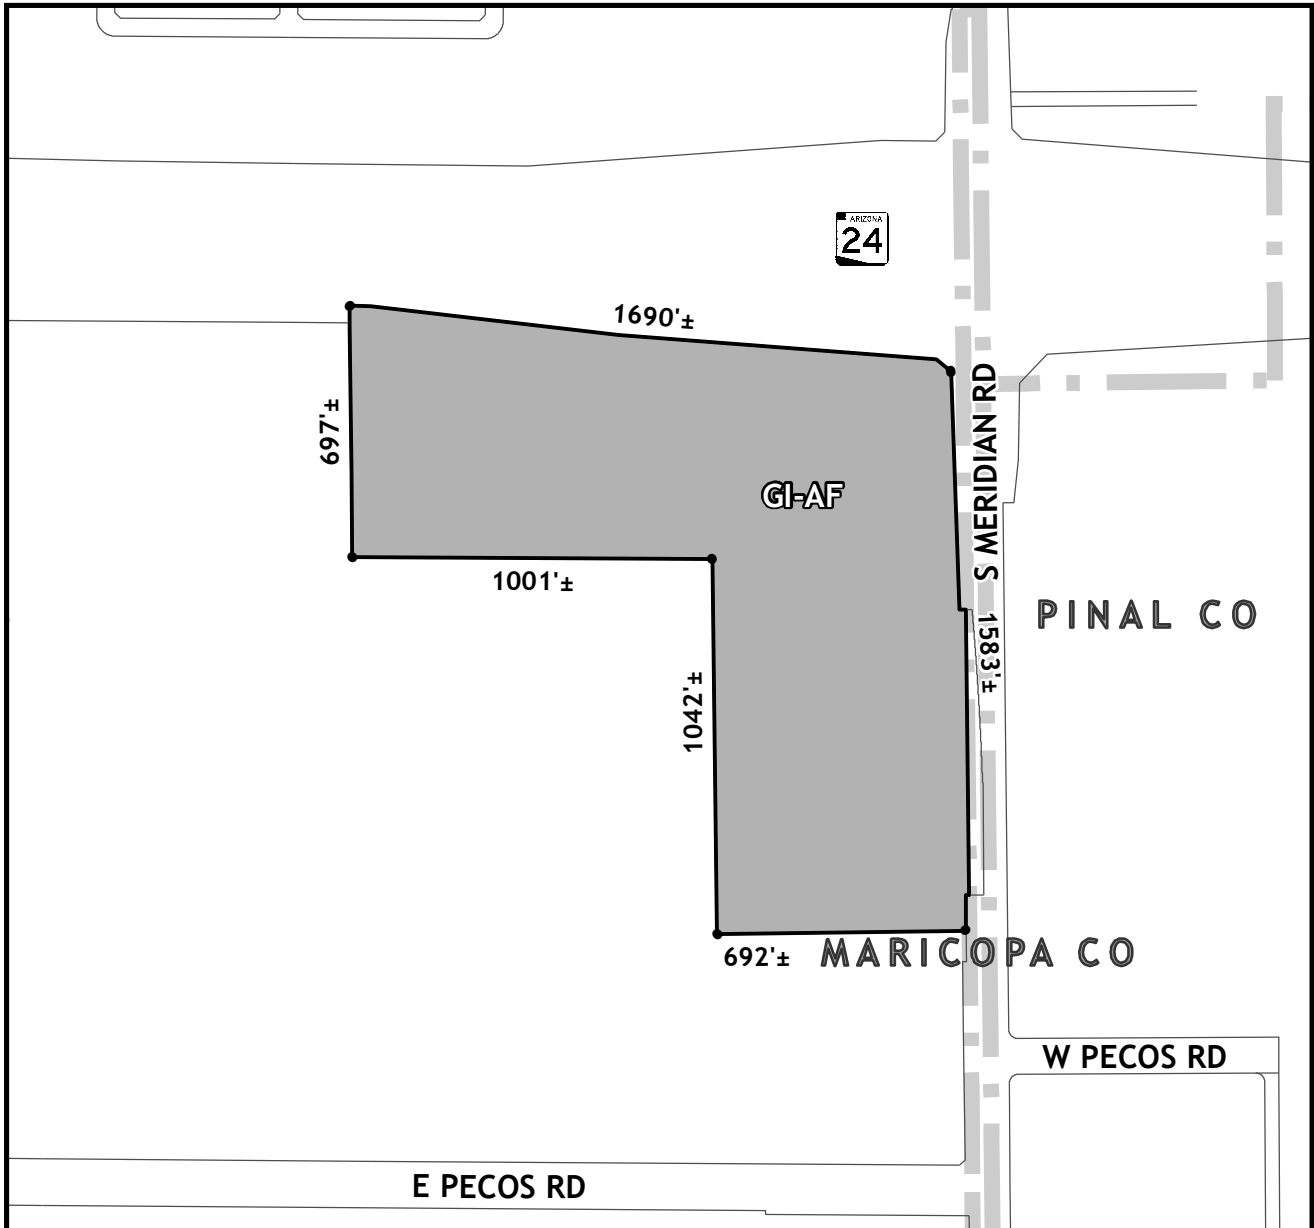 ARIZONA
24
1690'±
697'±
S MERIDIAN RD
GI-AF
1001'±
PINAL CO
1583'±
1042'±
692'±
MARICOPA CO
W PECOS RD
E PECOS RD